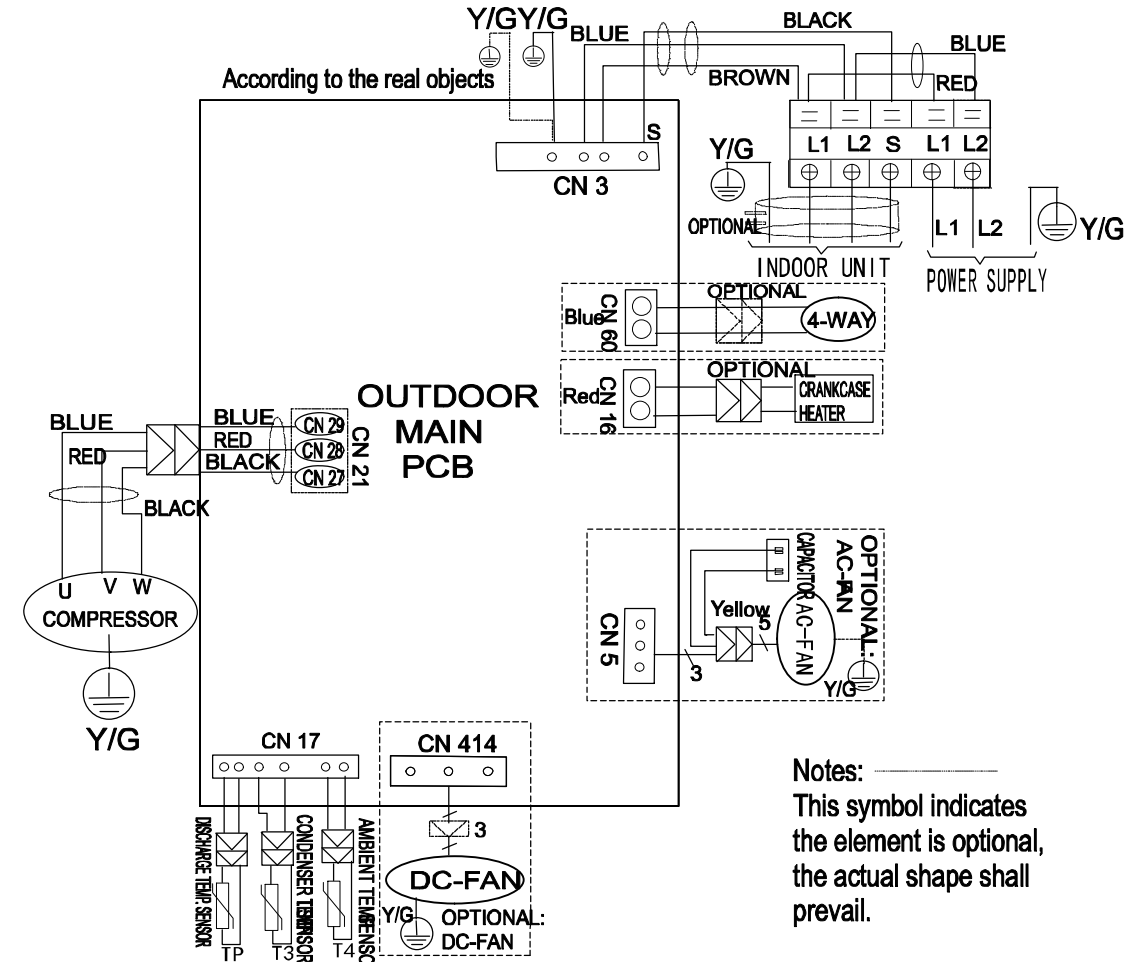 Y/G Y/G
BLUE
BLACK
BLUE
BROWN
RED
According to the real objects
S
CN 3
L1 L2 S L1 L2
Y/G
OPTIONAL
L1 L2
Y/G
INDOOR UNIT
POWER SUPPLY
OPTIONAL
Blue
CN 60
4-WAY
OPTIONAL
Red
CN 16
CRANKCASE
HEATER
OUTDOOR
MAIN
PCB
BLUE
RED
BLACK
BLUE
RED
BLACK
CN 29
CN 28
CN 27
CN 21
U V W
COMPRESSOR
Y/G
CAPACITOR
OPTIONAL:
AC-FAN
Yellow
5
AC-FAN
CN 5
3
Y/G
CN 17
CN 414
3
DISCHARGE TEMP. SENSOR
CONDENSER
AMBIENT
DC-FAN
Y/G
OPTIONAL:
DC-FAN
TP
T3
T4
Notes:
This symbol indicates
the element is optional,
the actual shape shall
prevail.